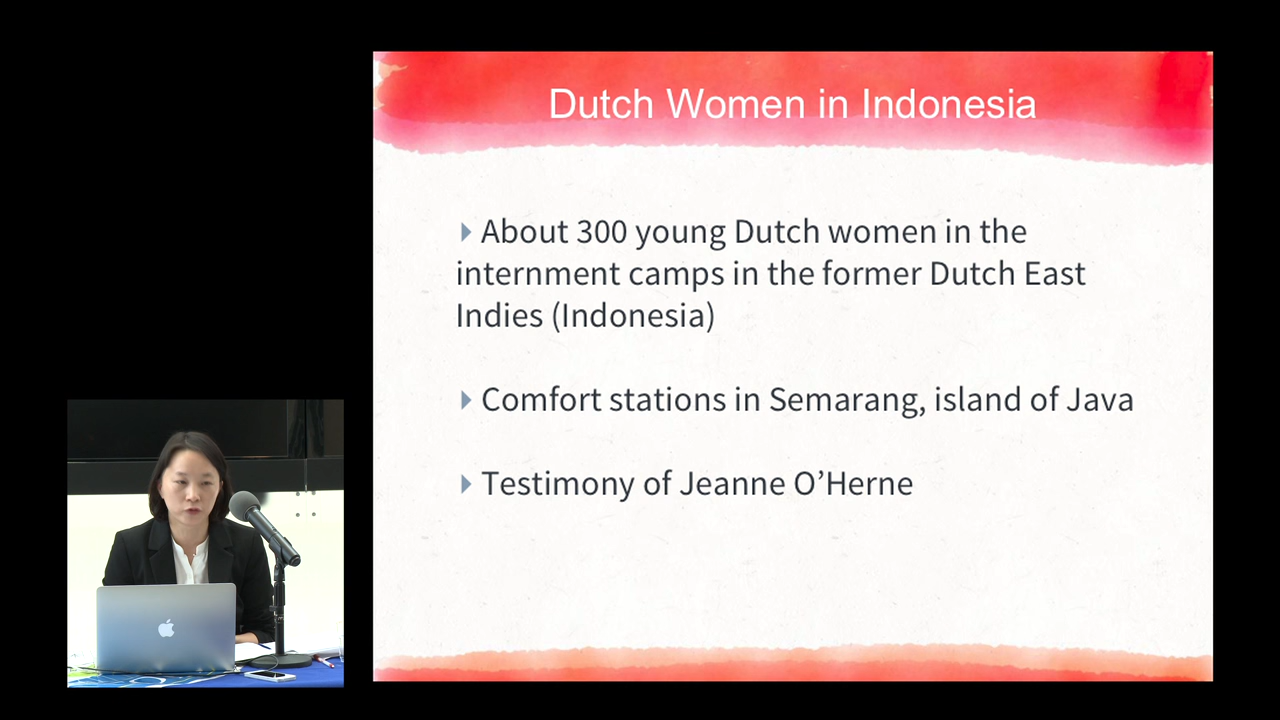 Dutch Women in Indonesia
About 300 young Dutch women in the
internment camps in the former Dutch East
Indies (Indonesia)
Comfort stations in Semarang, island of Java
Testimony of Jeanne O’Herne